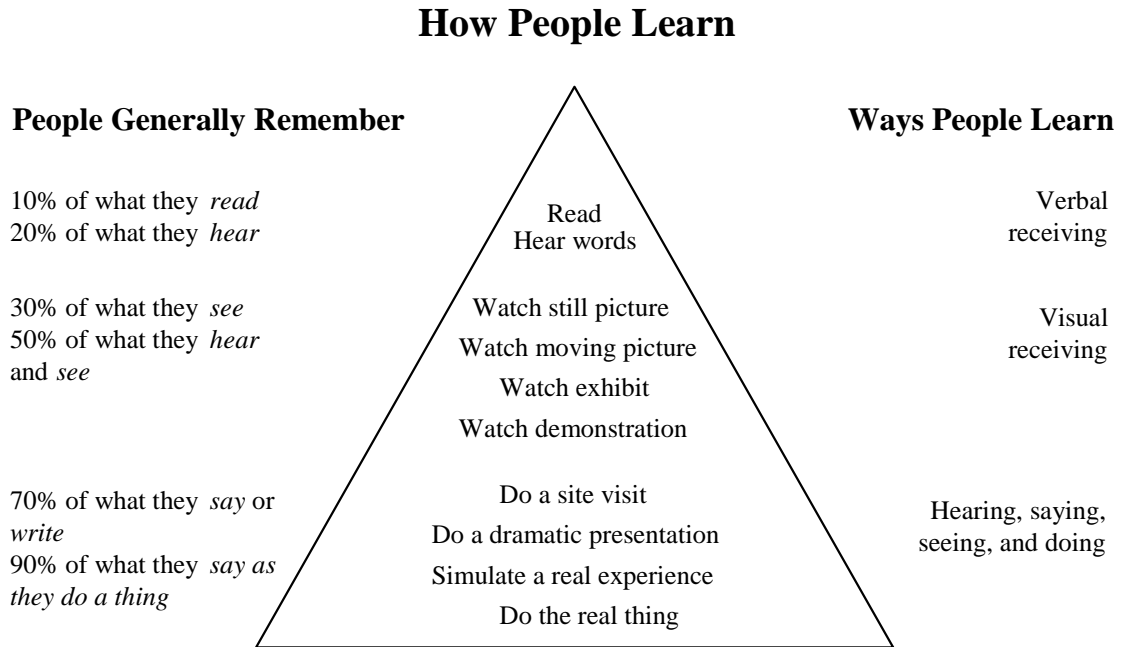 How People Learn
People Generally Remember
10% of what they read
20% of what they hear
30% of what they see
50% of what they hear
and see
70% of what they say or
write
90% of what they say as
they do a thing
Read
Hear words
Watch still picture
Watch moving picture
Watch exhibit
Watch demonstration
Do a site visit
Do a dramatic presentation
Simulate a real experience
Do the real thing
Ways People Learn
Verbal
receiving
Visual
receiving
Hearing, saying,
seeing, and doing